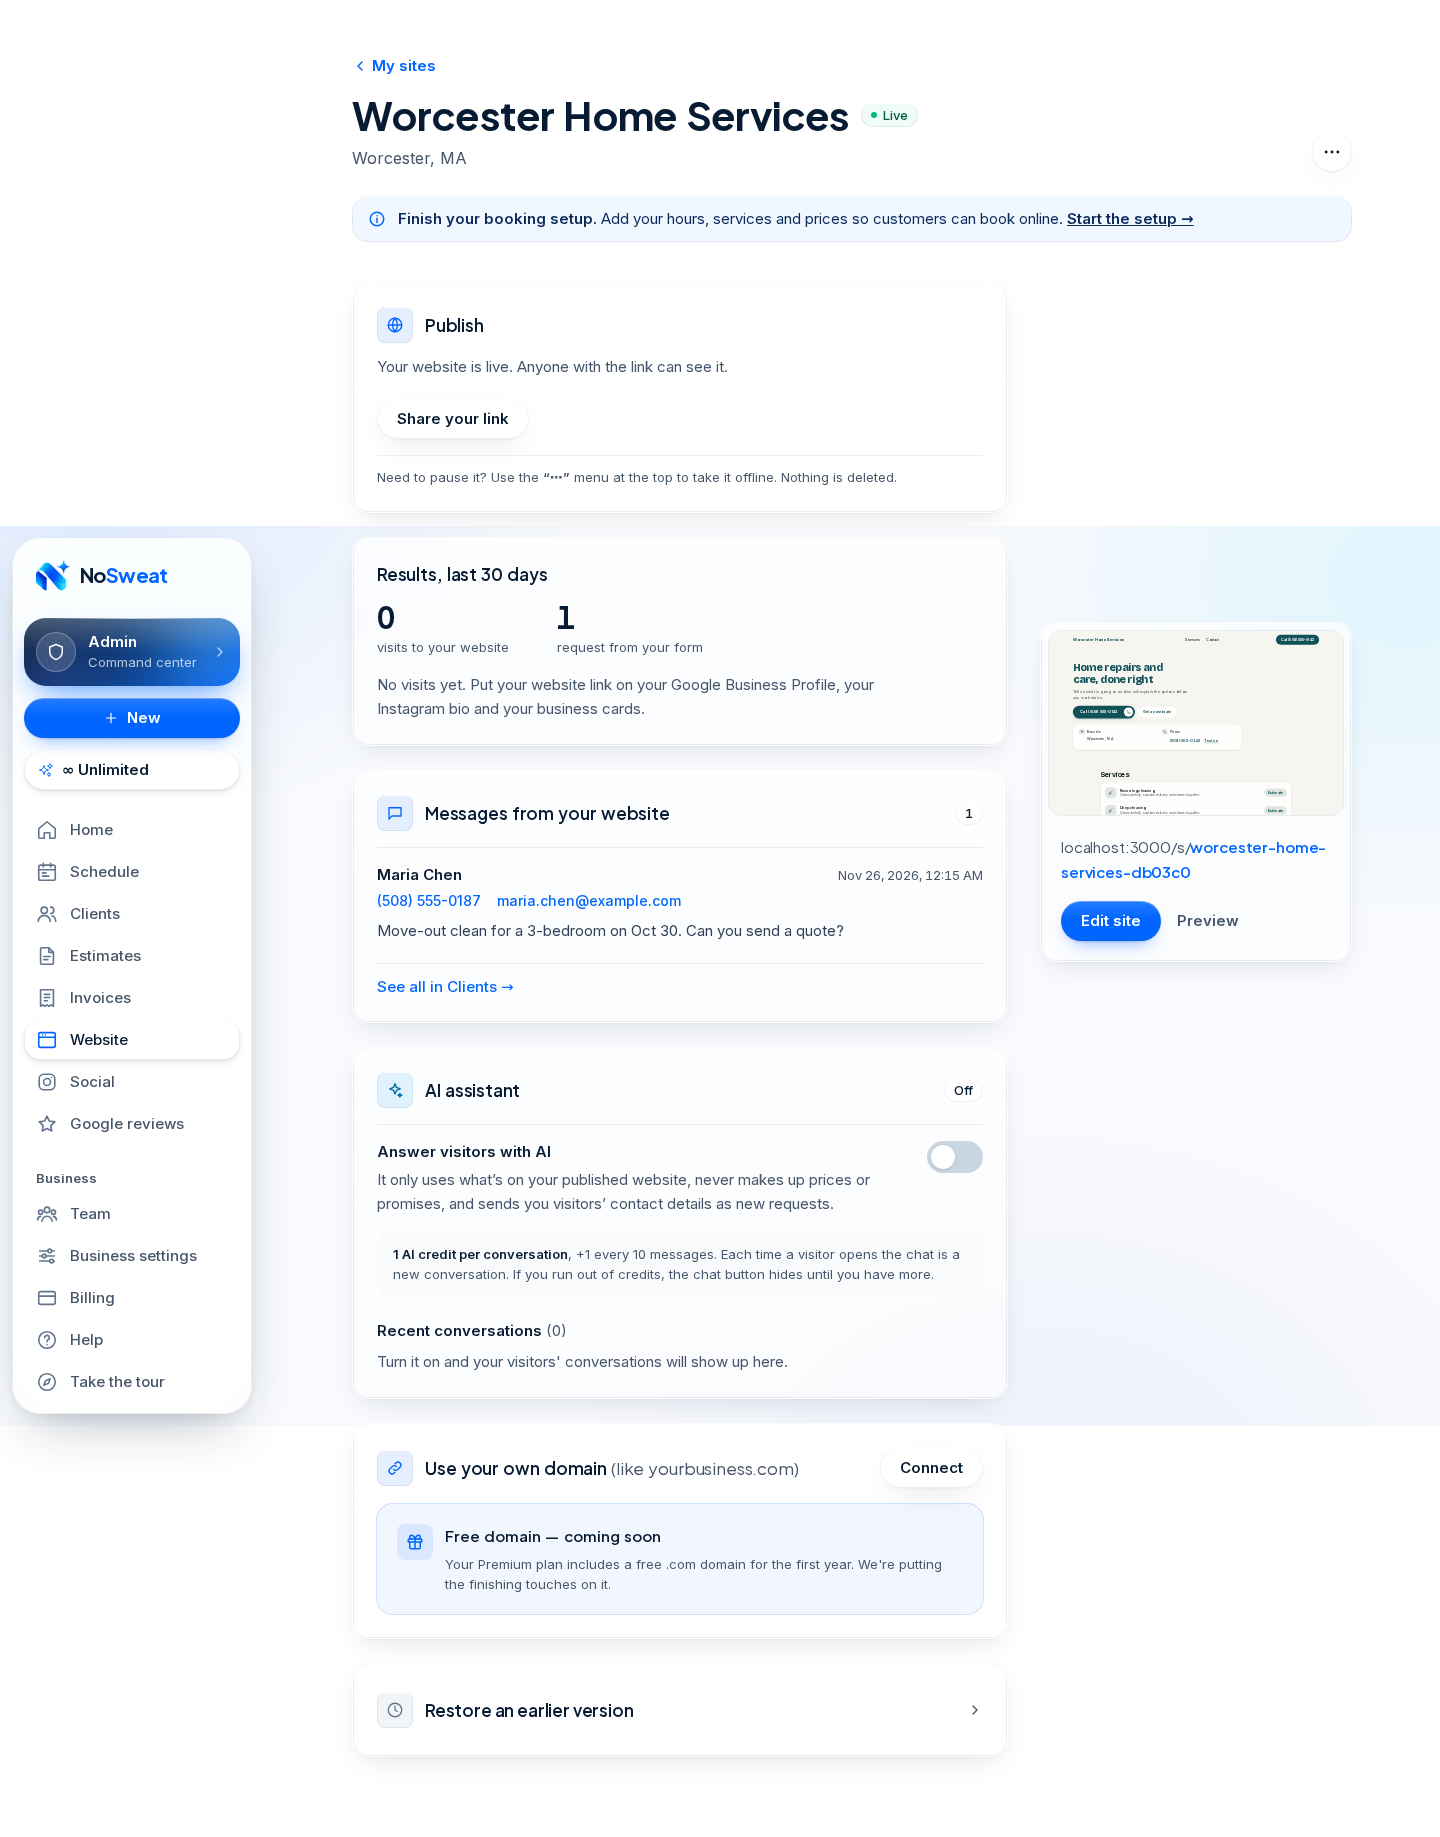 My sites
Worcester Home Services
Live
Worcester, MA
Finish your booking setup. Add your hours, services and prices so customers can book online. Start the setup →
Publish
Your website is live. Anyone with the link can see it.
Share your link
Need to pause it? Use the “···” menu at the top to take it offline. Nothing is deleted.
NoSweat
Admin
Command center
New
∞ Unlimited
Home
Schedule
Clients
Estimates
Invoices
Website
Social
Google reviews
Business
Team
Business settings
Billing
Help
Take the tour
Results, last 30 days
0
visits to your website
1
request from your form
No visits yet. Put your website link on your Google Business Profile, your
Instagram bio and your business cards.
Messages from your website
1
Maria Chen
Nov 26, 2026, 12:15 AM
(508) 555-0187 maria.chen@example.com
Move-out clean for a 3-bedroom on Oct 30. Can you send a quote?
See all in Clients →
AI assistant
Off
Answer visitors with AI
It only uses what’s on your published website, never makes up prices or
promises, and sends you visitors’ contact details as new requests.
1 AI credit per conversation, +1 every 10 messages. Each time a visitor opens the chat is a
new conversation. If you run out of credits, the chat button hides until you have more.
Recent conversations (0)
Turn it on and your visitors' conversations will show up here.
Use your own domain (like yourbusiness.com)
Connect
Free domain — coming soon
Your Premium plan includes a free .com domain for the first year. We're putting
the finishing touches on it.
Restore an earlier version
Worcester Home Services
Services Contact
Home repairs and
care, done right
Services
localhost:3000/s/worcester-home-
services-db03c0
Edit site
Preview